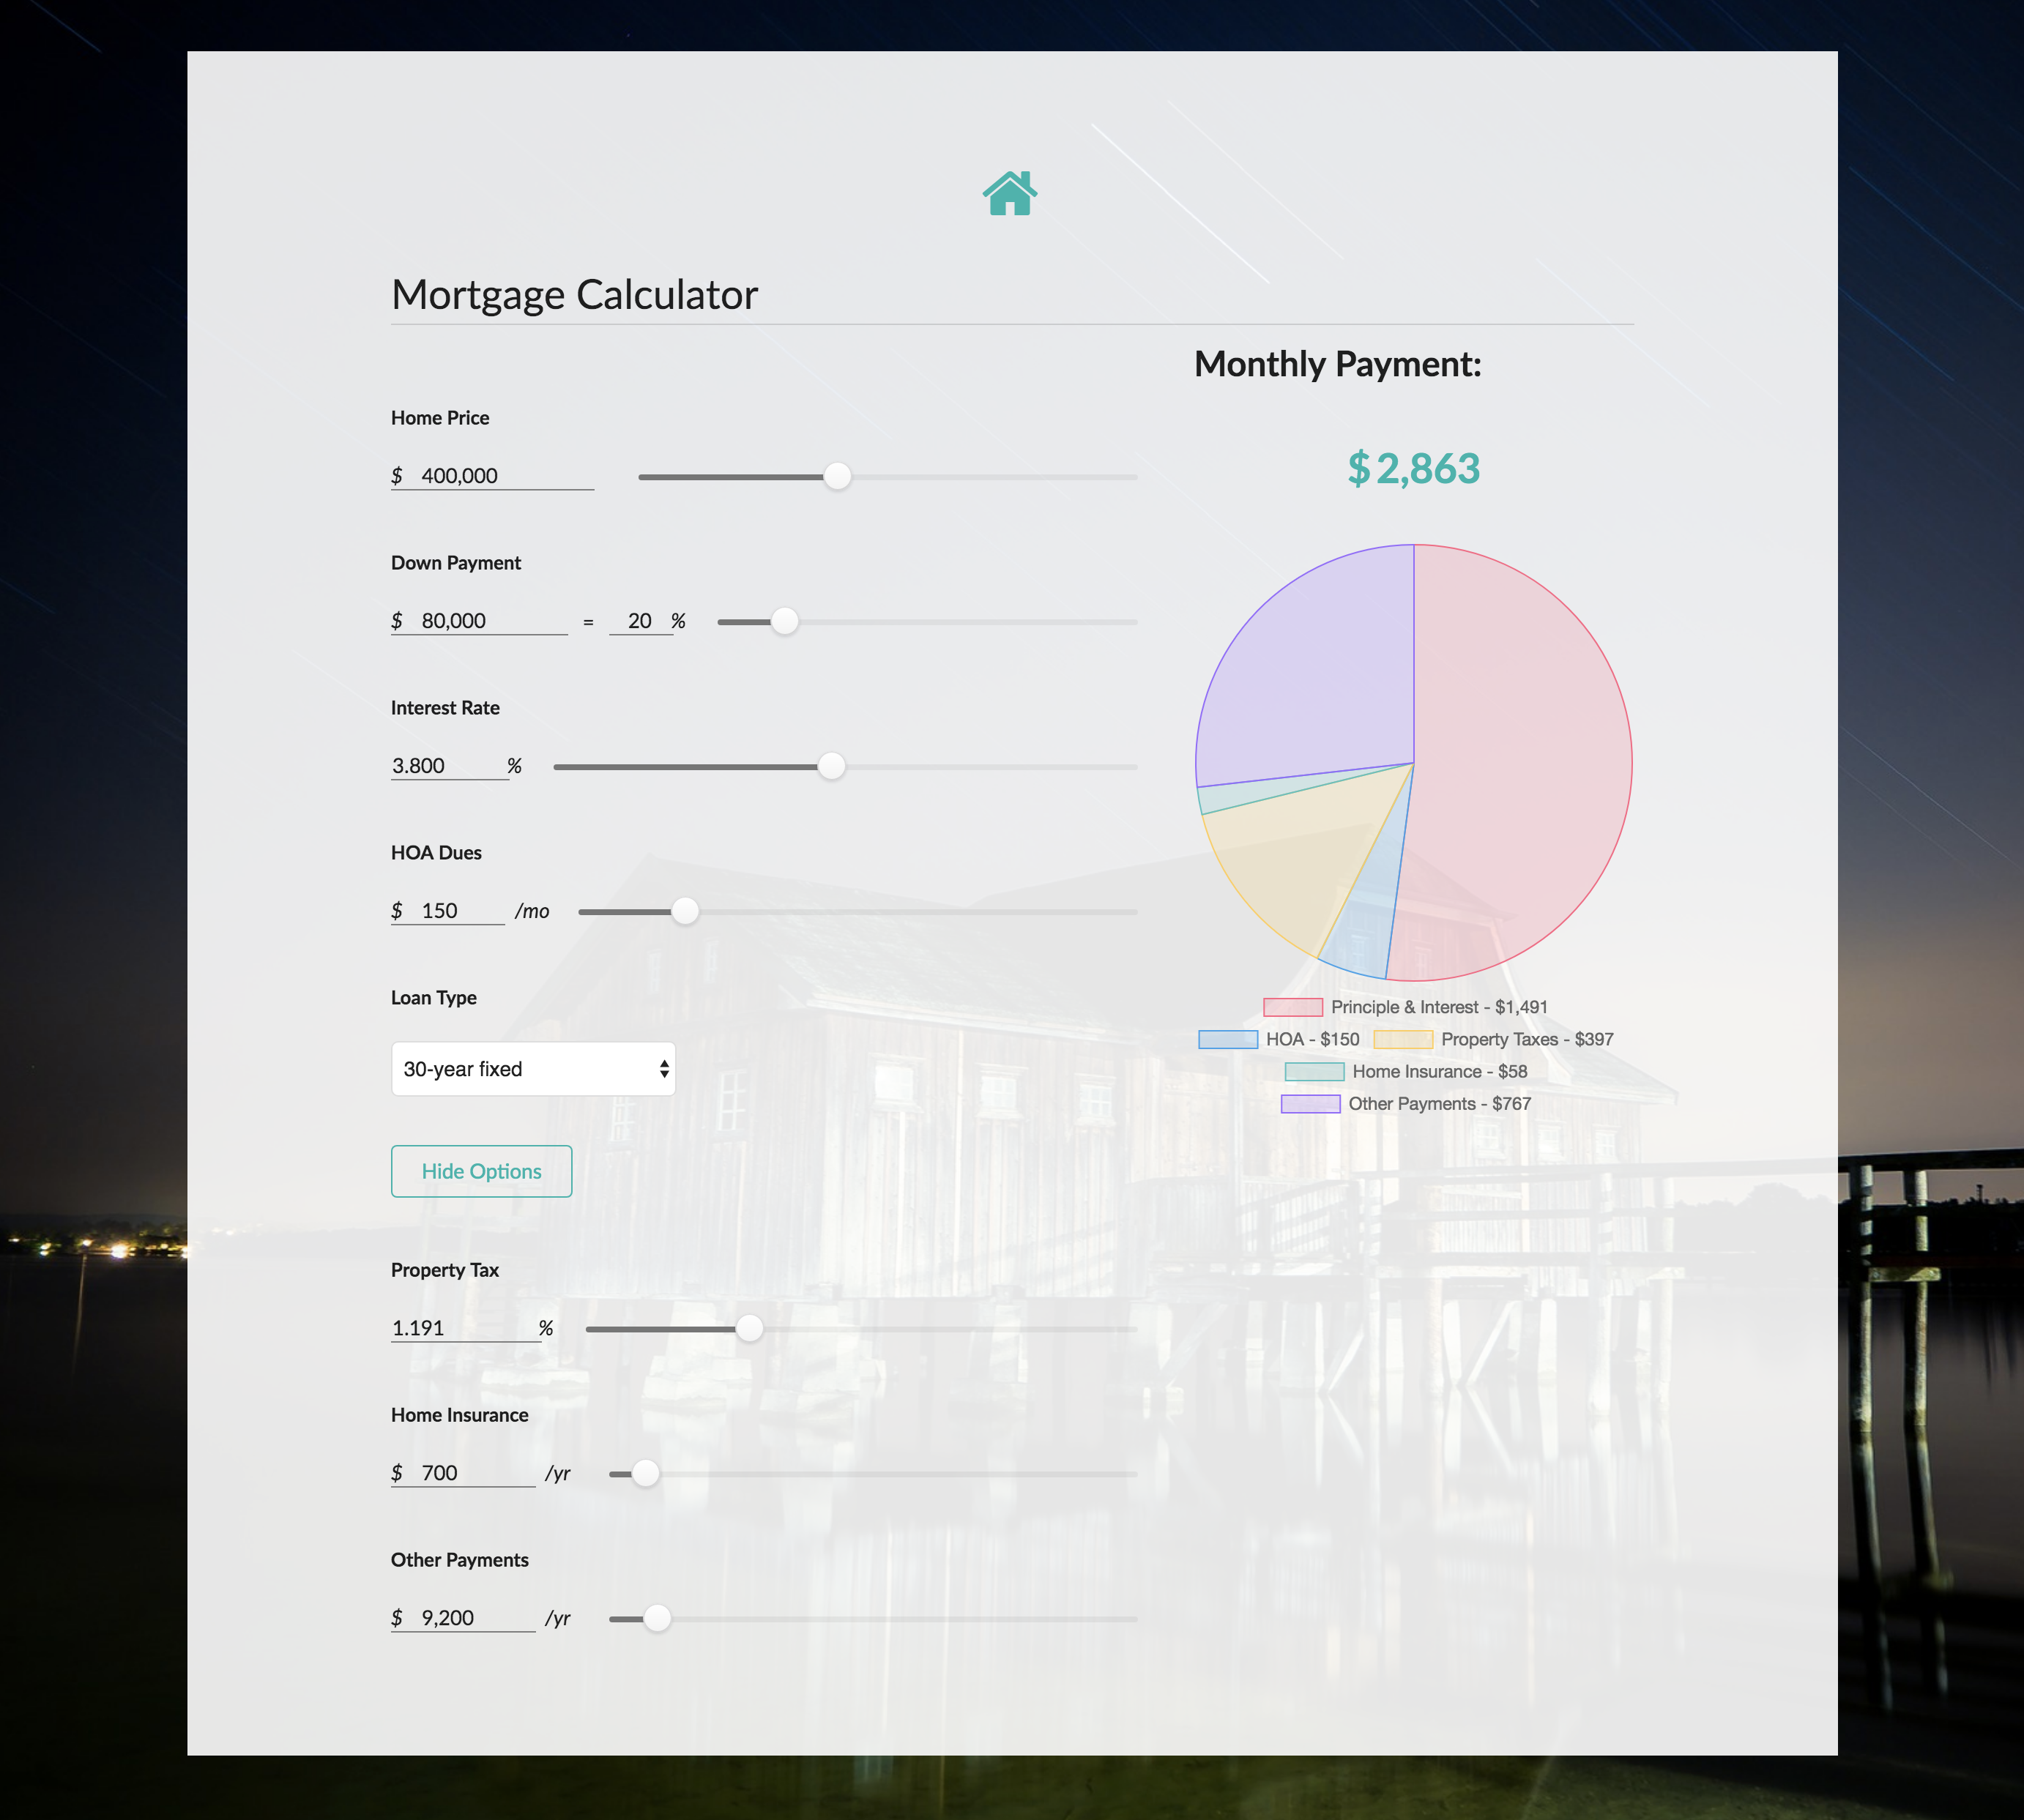 Mortgage Calculator
Monthly Payment:
$ 2,863
Home Price
$ 400,000
Down Payment
$ 80,000 = 20 %
Interest Rate
3.800 %
HOA Dues
$ 150 /mo
Loan Type
30-year fixed
Hide Options
Property Tax
1.191 %
Home Insurance
$ 700 /yr
Other Payments
$ 9,200 /yr
Principle & Interest - $1,491
HOA - $150 Property Taxes - $397
Home Insurance - $58
Other Payments - $767